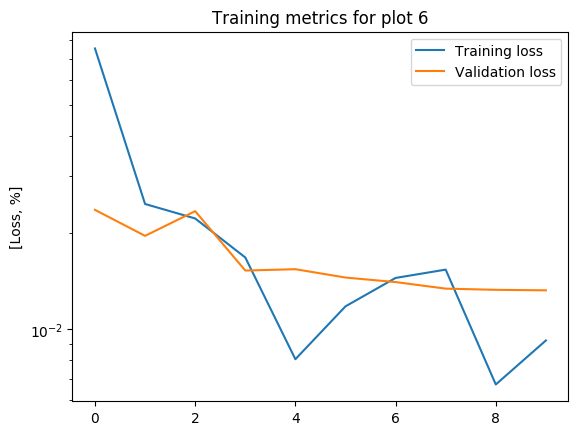 Training metrics for plot 6
Training loss
Validation loss
[Loss, %]
10⁻²
0 2 4 6 8